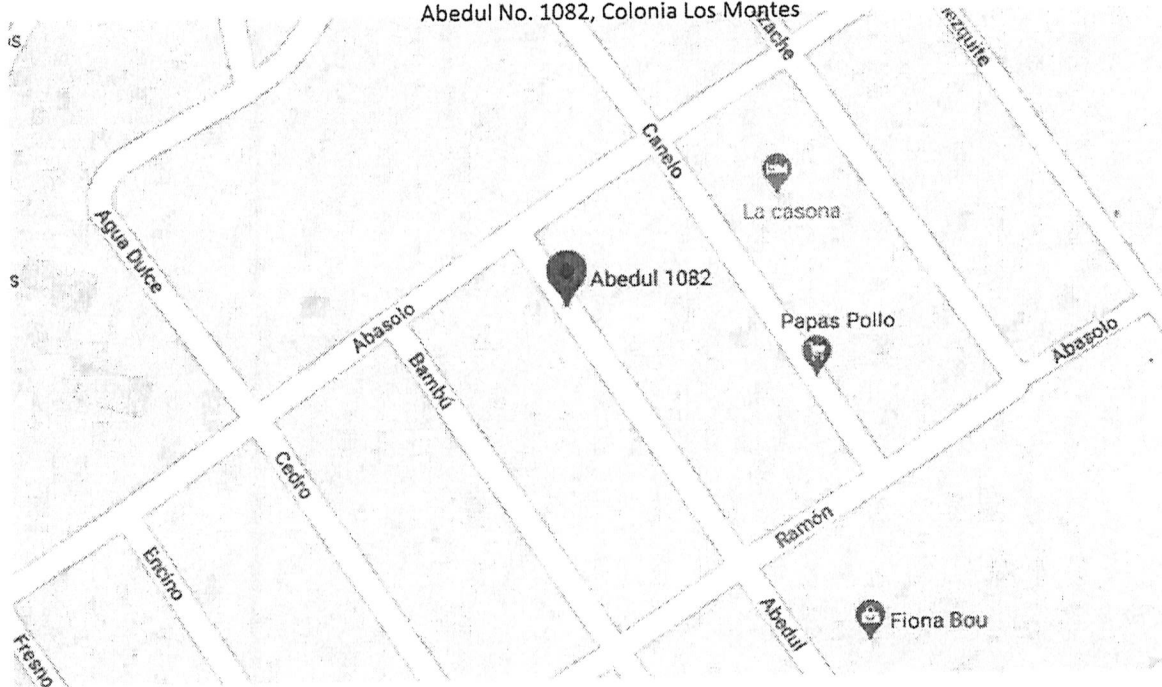 Abedul No. 1082, Colonia Los Montes
Canelo
La casona
Agua Dulce
Abedul 1082
Abasolo
Papas Pollo
Abasolo
Bambú
Cedro
Ramón
Encino
Abedul
Fiona Bou
Fresno